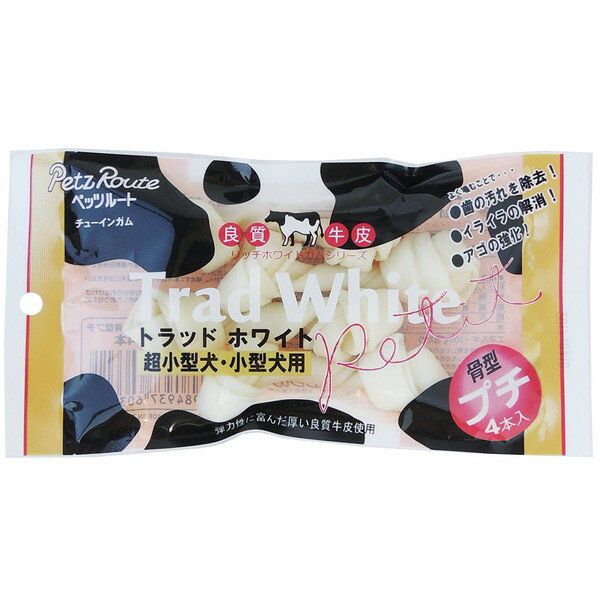 Petz Route
ペッツルート
チューインガム
良質 牛皮
リッチホワイトガムシリーズ
Trad White
Petit
トラッド ホワイト
超小型犬・小型犬用
よく噛むことで・・・
●歯の汚れを除去!
●イライラの解消!
●アゴの強化!
骨型
プチ
4本入
弾力性に富んだ厚い良質牛皮使用